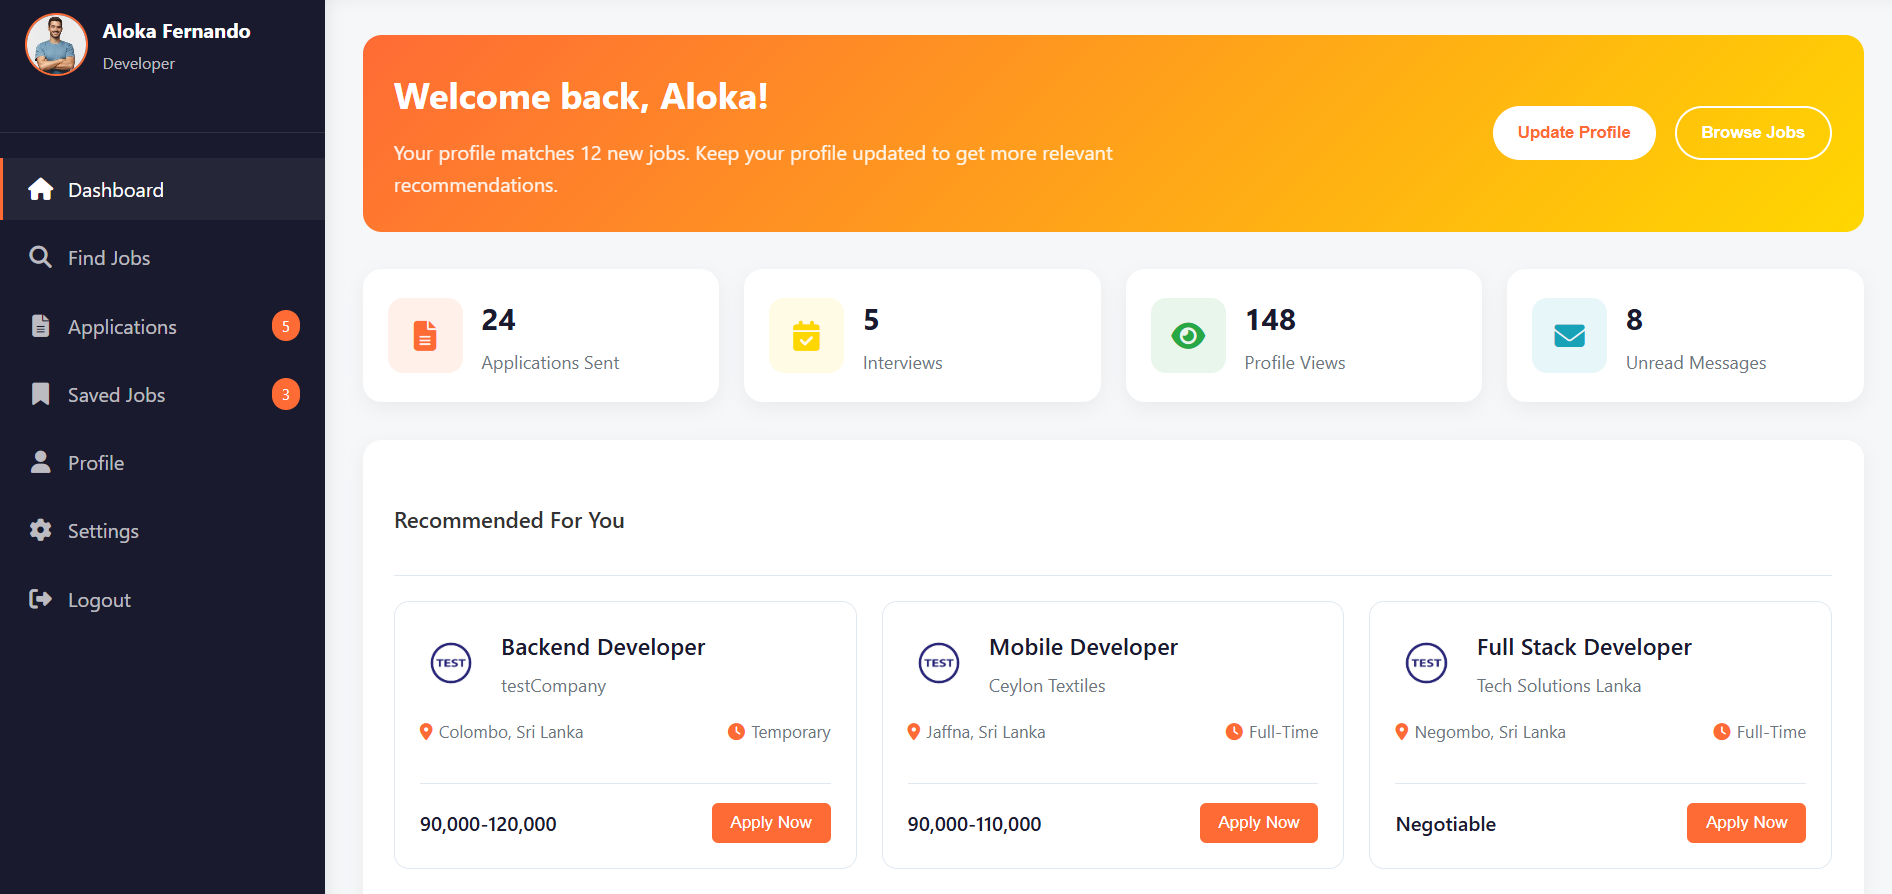 Aloka Fernando
Developer
Dashboard
Find Jobs
Applications
5
Saved Jobs
3
Profile
Settings
Logout
Welcome back, Aloka!
Your profile matches 12 new jobs. Keep your profile updated to get more relevant
recommendations.
Update Profile
Browse Jobs
24
Applications Sent
5
Interviews
148
Profile Views
8
Unread Messages
Recommended For You
TEST
Backend Developer
testCompany
Colombo, Sri Lanka
Temporary
90,000-120,000
Apply Now
TEST
Mobile Developer
Ceylon Textiles
Jaffna, Sri Lanka
Full-Time
90,000-110,000
Apply Now
TEST
Full Stack Developer
Tech Solutions Lanka
Negombo, Sri Lanka
Full-Time
Negotiable
Apply Now